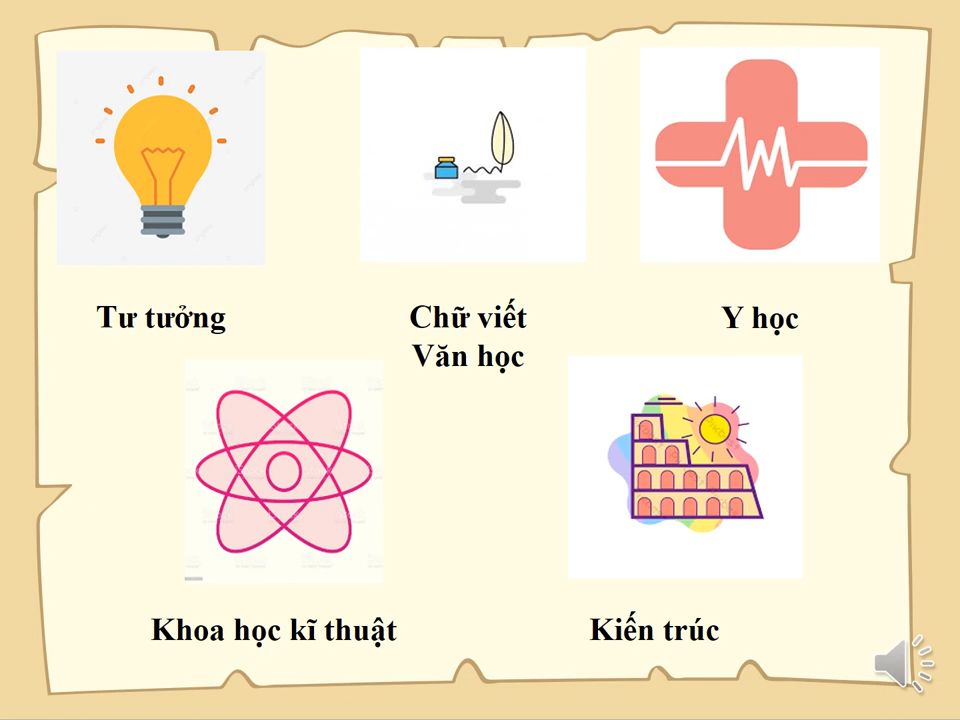 Tư tưởng
Chữ viết
Văn học
Y học
Khoa học kĩ thuật
Kiến trúc